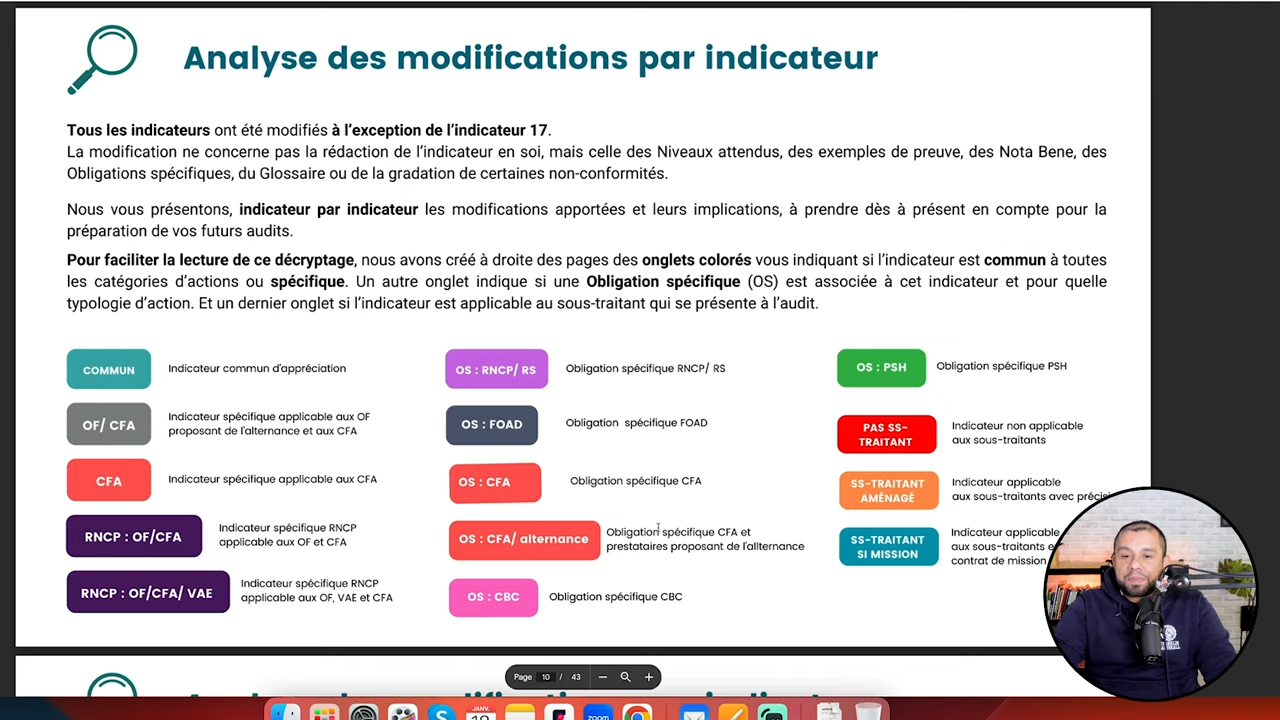 Analyse des modifications par indicateur
Tous les indicateurs ont été modifiés à l'exception de l'indicateur 17.
La modification ne concerne pas la rédaction de l'indicateur en soi, mais celle des Niveaux attendus, des exemples de preuve, des Nota Bene, des
Obligations spécifiques, du Glossaire ou de la gradation de certaines non-conformités.
Nous vous présentons, indicateur par indicateur les modifications apportées et leurs implications, à prendre dès à présent en compte pour la
préparation de vos futurs audits.
Pour faciliter la lecture de ce décryptage, nous avons créé à droite des pages des onglets colorés vous indiquant si l'indicateur est commun à toutes
les catégories d'actions ou spécifique. Un autre onglet indique si une Obligation spécifique (OS) est associée à cet indicateur et pour quelle
typologie d'action. Et un dernier onglet si l'indicateur est applicable au sous-traitant qui se présente à l'audit.
COMMUN
Indicateur commun d'appréciation
OF/ CFA
Indicateur spécifique applicable aux OF
proposant de l'alternance et aux CFA
CFA
Indicateur spécifique applicable aux CFA
RNCP : OF/CFA
Indicateur spécifique RNCP
applicable aux OF et CFA
RNCP : OF/CFA/ VAE
Indicateur spécifique RNCP
applicable aux OF, VAE et CFA
OS : RNCP/ RS
Obligation spécifique RNCP/ RS
OS : FOAD
Obligation spécifique FOAD
OS : CFA
Obligation spécifique CFA
OS : CFA/ alternance
Obligation spécifique CFA et
prestataires proposant de l'allternance
OS : CBC
Obligation spécifique CBC
OS : PSH
Obligation spécifique PSH
PAS SS-
TRAITANT
Indicateur non applicable
aux sous-traitants
SS-TRAITANT
AMÉNAGÉ
Indicateur applicable
aux sous-traitants avec
SS-TRAITANT
SI MISSION
Indicateur applicable
aux sous-traitants
contrat de mission
Page 10 / 43
JANV.
zoom